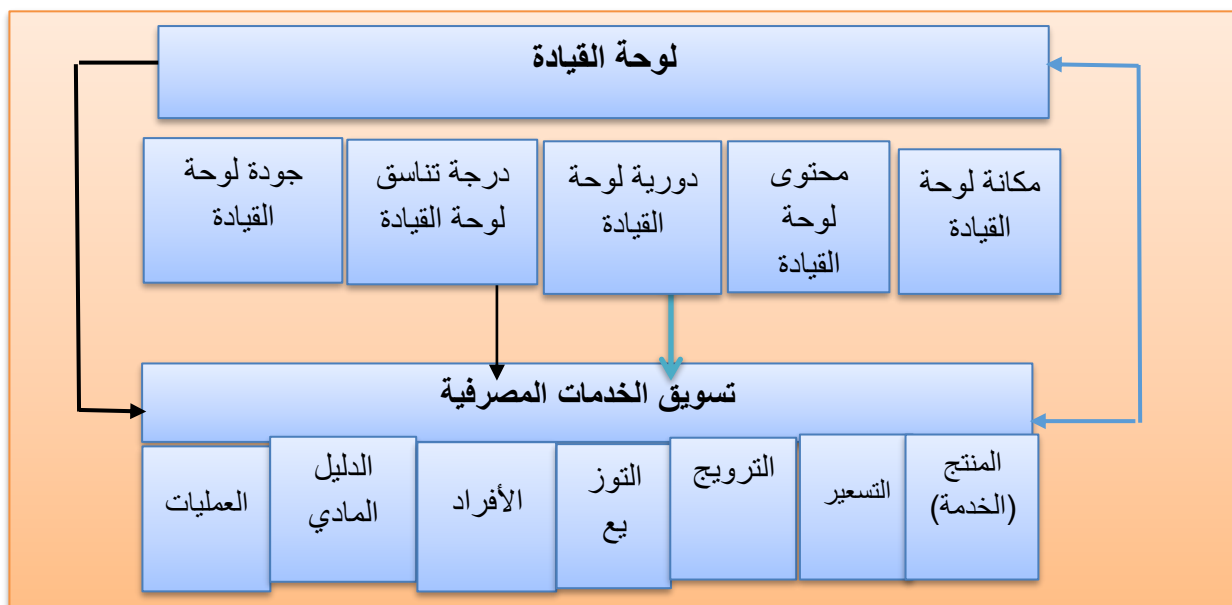 لوحة القيادة
مكانة لوحة
القيادة
محتوى
لوحة
القيادة
دورية لوحة
القيادة
درجة تناسق
لوحة القيادة
جودة لوحة
القيادة
تسويق الخدمات المصرفية
المنتج
(الخدمة)
التسعير
الترويج
التوز
يع
الأفراد
الدليل
المادي
العمليات